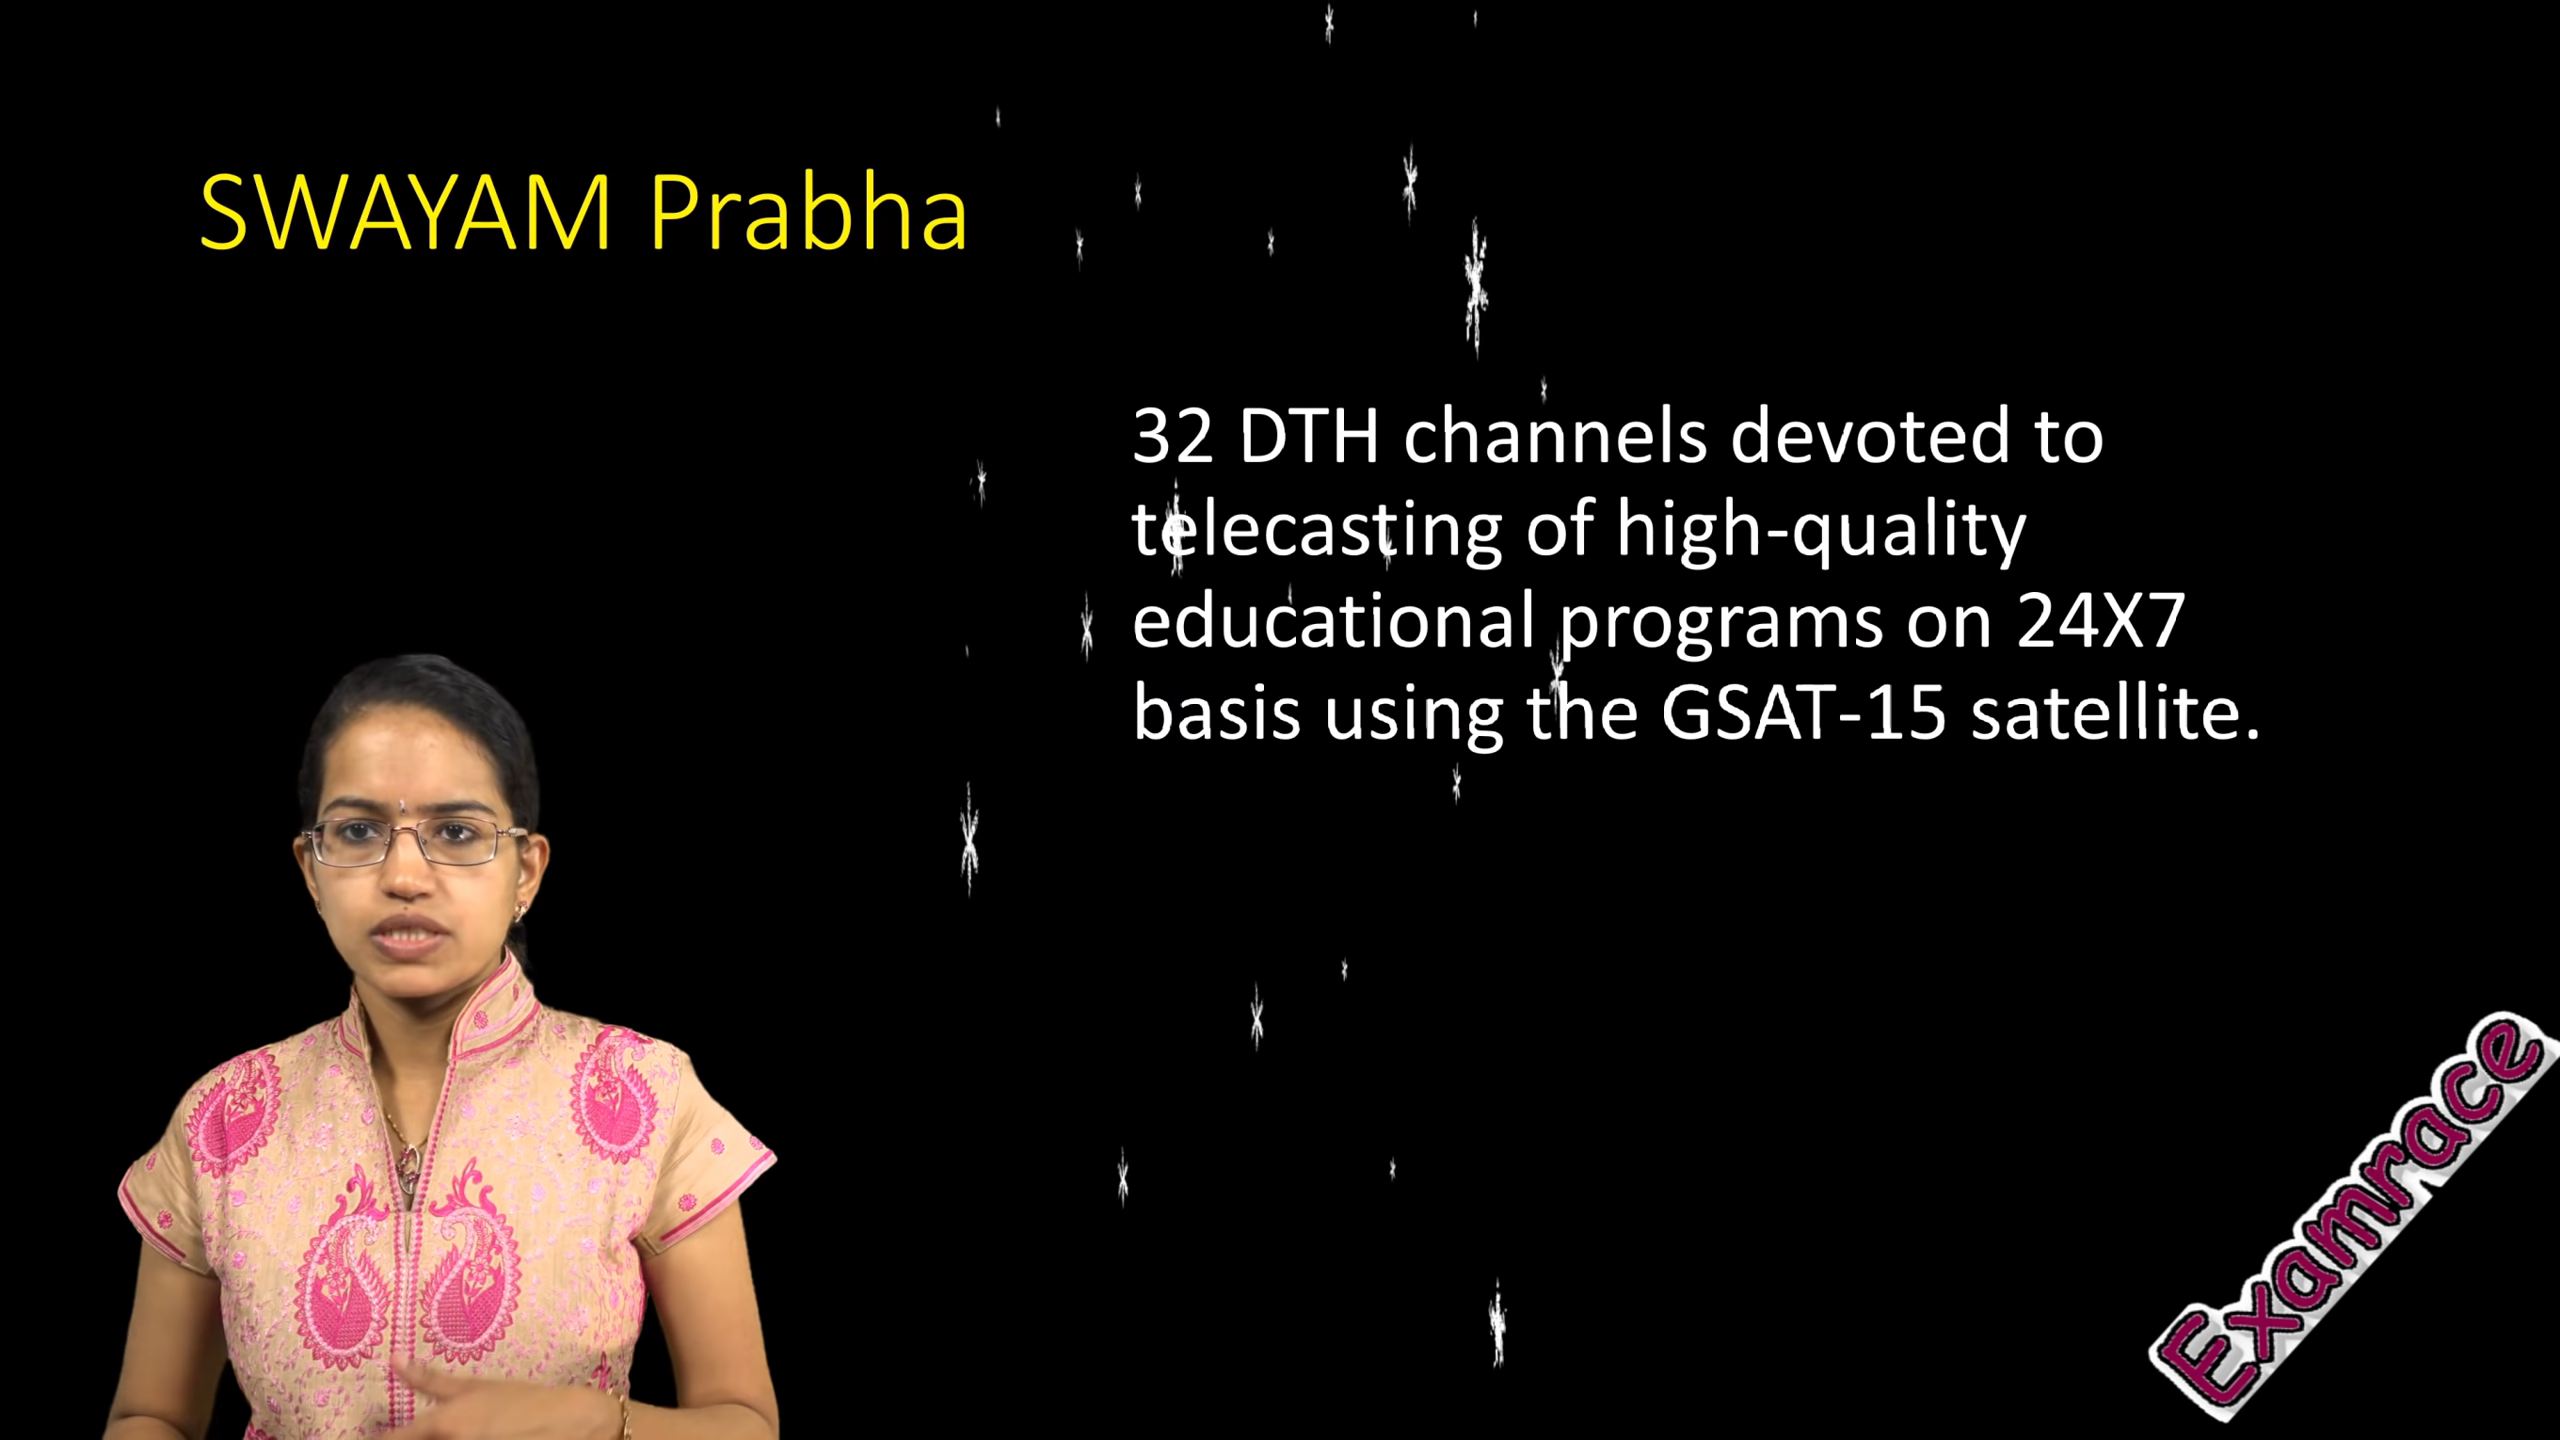 SWAYAM Prabha
32 DTH channels devoted to
telecasting of high-quality
educational programs on 24X7
basis using the GSAT-15 satellite.
Examrace